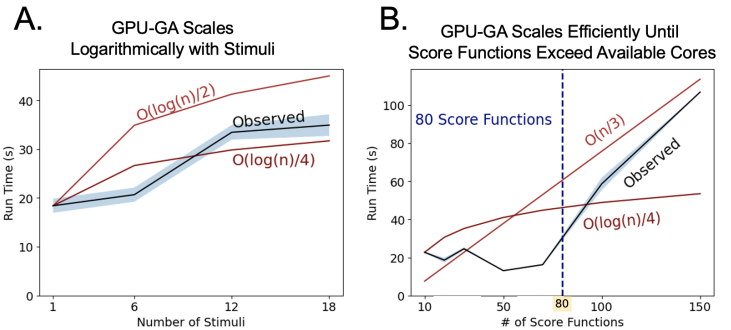 A.
GPU-GA Scales
Logarithmically with Stimuli
Run Time (s)
40
30
20
10
0
O(log(n)/2)
Observed
O(log(n)/4)
1
6
12
18
Number of Stimuli
B.
GPU-GA Scales Efficiently Until
Score Functions Exceed Available Cores
Run Time (s)
100
80
60
40
20
0
80 Score Functions
O(n/3)
Observed
O(log(n)/4)
10
50
80
100
150
# of Score Functions